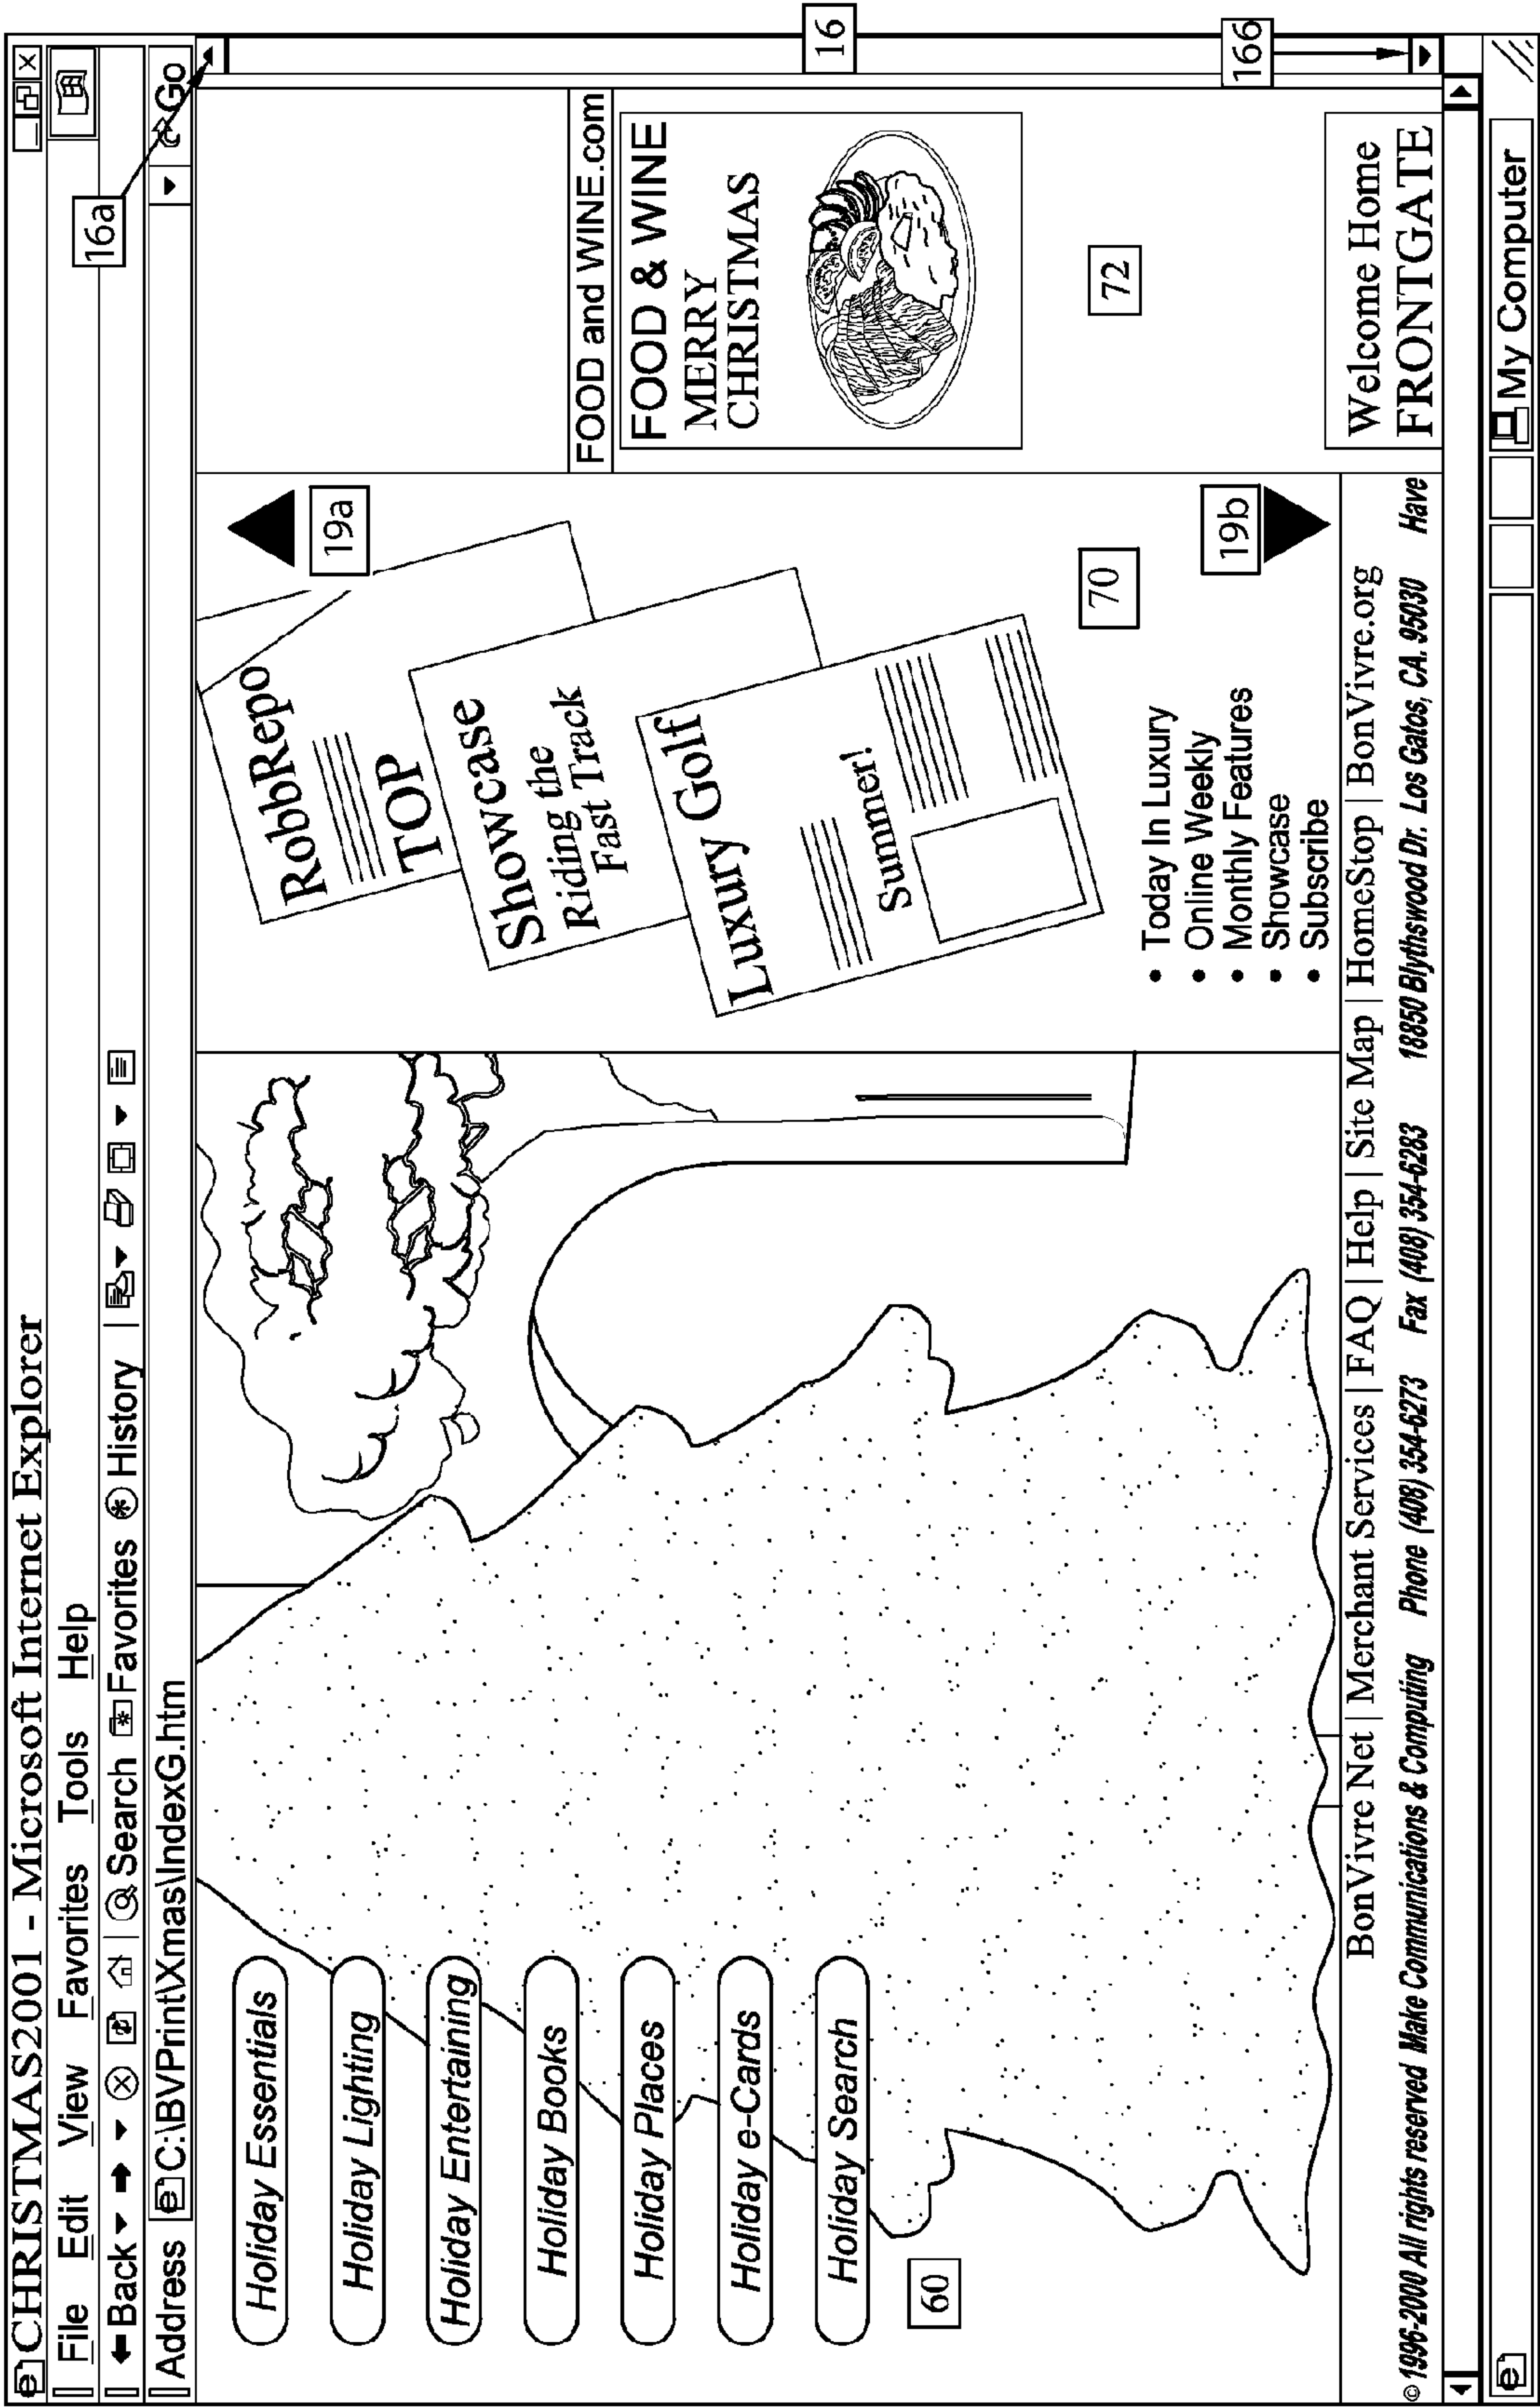 CHRISTMAS2001 - Microsoft Internet Explorer
File Edit View Favorites Tools Help
Back Search Favorites History
Address C:\BVPrint\Xmas\IndexG.htm Go
16a
16
166
Holiday Essentials
Holiday Lighting
Holiday Entertaining
Holiday Books
Holiday Places
Holiday e-Cards
Holiday Search
60
19a
RobbRepo
TOP
Showcase
Riding the
Fast Track
Luxury Golf
Summer!
70
• Today In Luxury
• Online Weekly
• Monthly Features
• Showcase
• Subscribe
19b
FOOD and WINE.com
FOOD & WINE
MERRY
CHRISTMAS
72
Welcome Home
FRONTGATE
BonVivre Net | Merchant Services | FAQ | Help | Site Map | HomeStop | BonVivre.org
© 1996-2000 All rights reserved Make Communications & Computing Phone (408) 354-6273 Fax (408) 354-6283 18850 Blythswood Dr. Los Gatos, CA. 95030 Have
My Computer